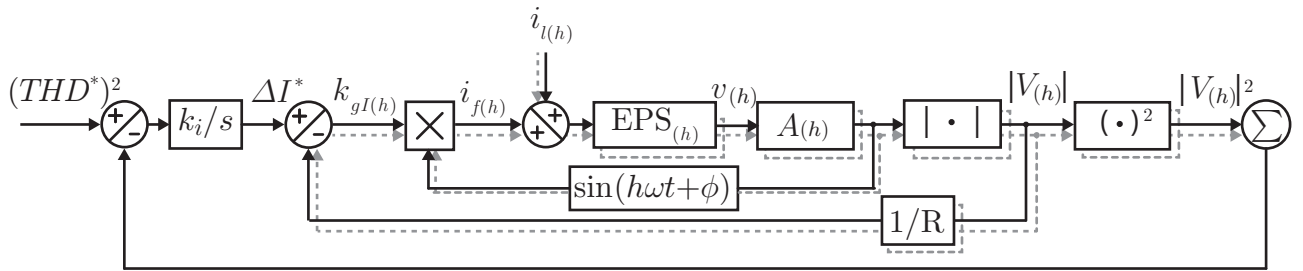 i_{l(h)}
(THD^*)^2
+
-
k_i/s
ΔI^*
+
-
k_{gI(h)}
×
i_{f(h)}
+
+
EPS_{(h)}
v_{(h)}
A_{(h)}
| • |
|V_{(h)}|
(•)^2
|V_{(h)}|^2
Σ
sin(hωt+ϕ)
1/R